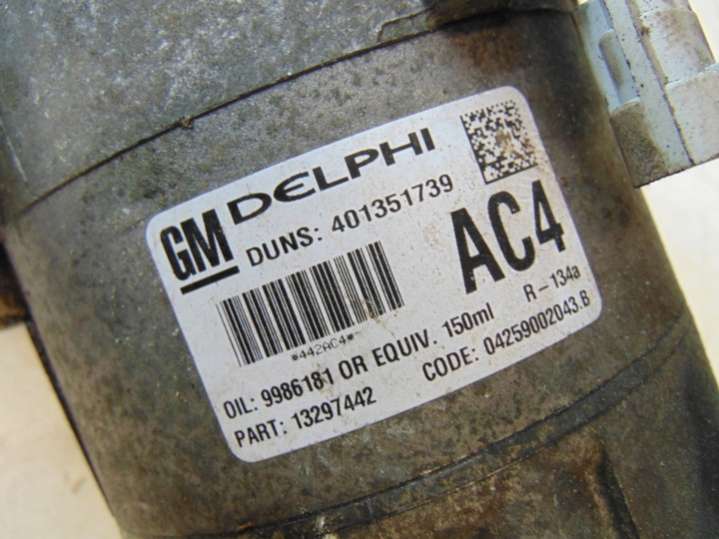 GM DELPHI
DUNS: 401351739
AC4
*442AC4*
R-134a
OIL: 9986181 OR EQUIV. 150ml
CODE: 04259002043.B
PART: 13297442